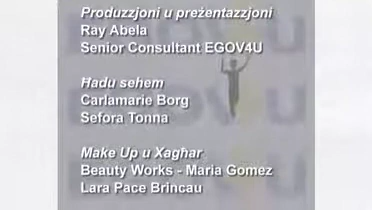 Produzzjoni u preżentazzjoni
Ray Abela
Senior Consultant EGOV4U
Ħadu sehem
Carlamarie Borg
Sefora Tonna
Make Up u Xagħar
Beauty Works - Maria Gomez
Lara Pace Brincau